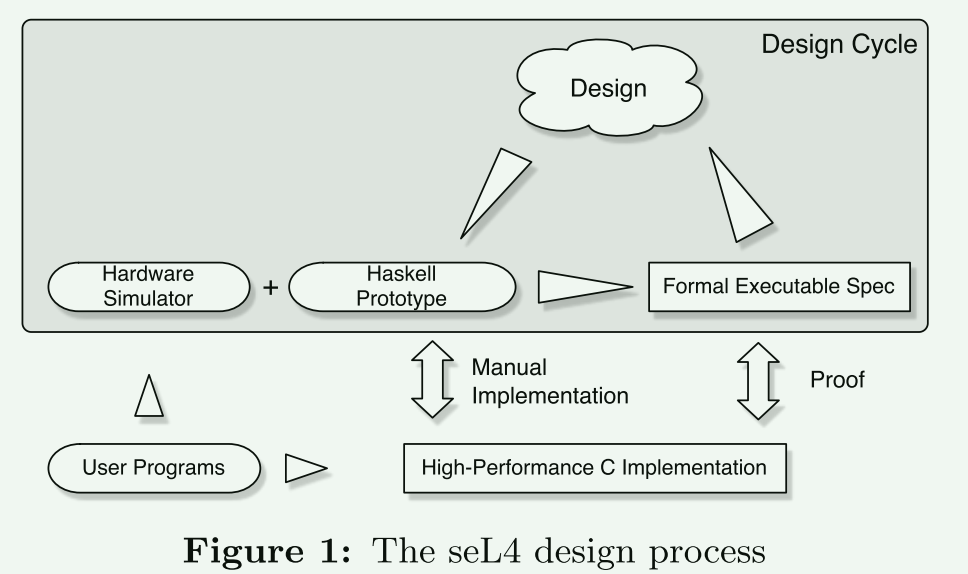 Design Cycle
Design
Hardware
Simulator
+
Haskell
Prototype
Formal Executable Spec
Manual
Implementation
Proof
User Programs
High-Performance C Implementation
Figure 1: The seL4 design process